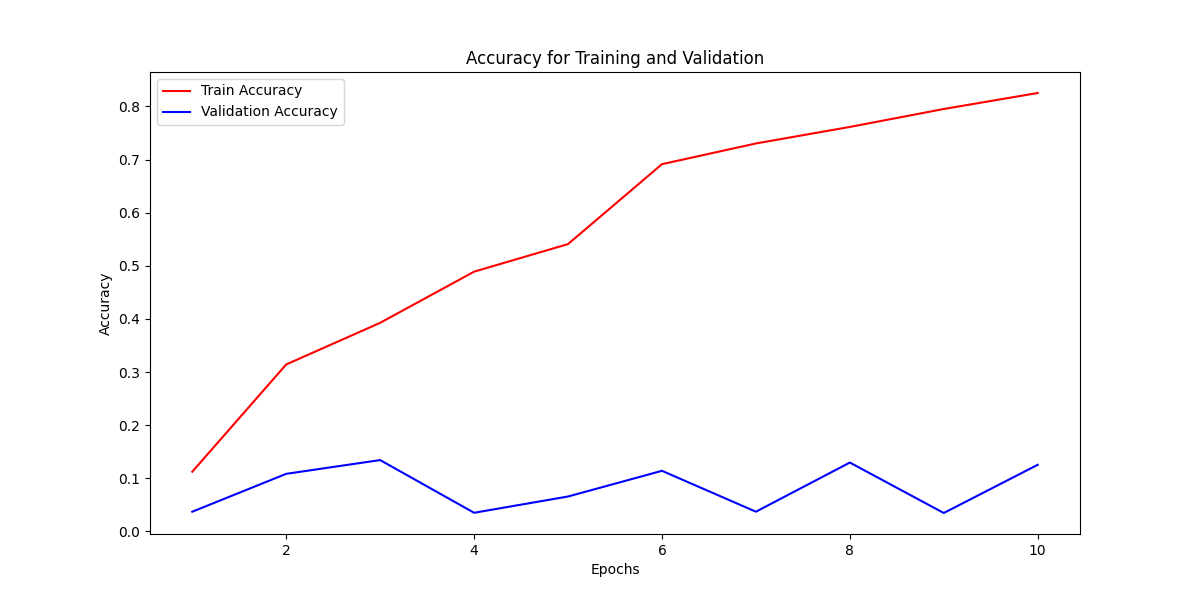 Accuracy for Training and Validation
Train Accuracy
Validation Accuracy
0.8
0.7
0.6
0.5
0.4
0.3
0.2
0.1
0.0
Accuracy
2 4 6 8 10
Epochs